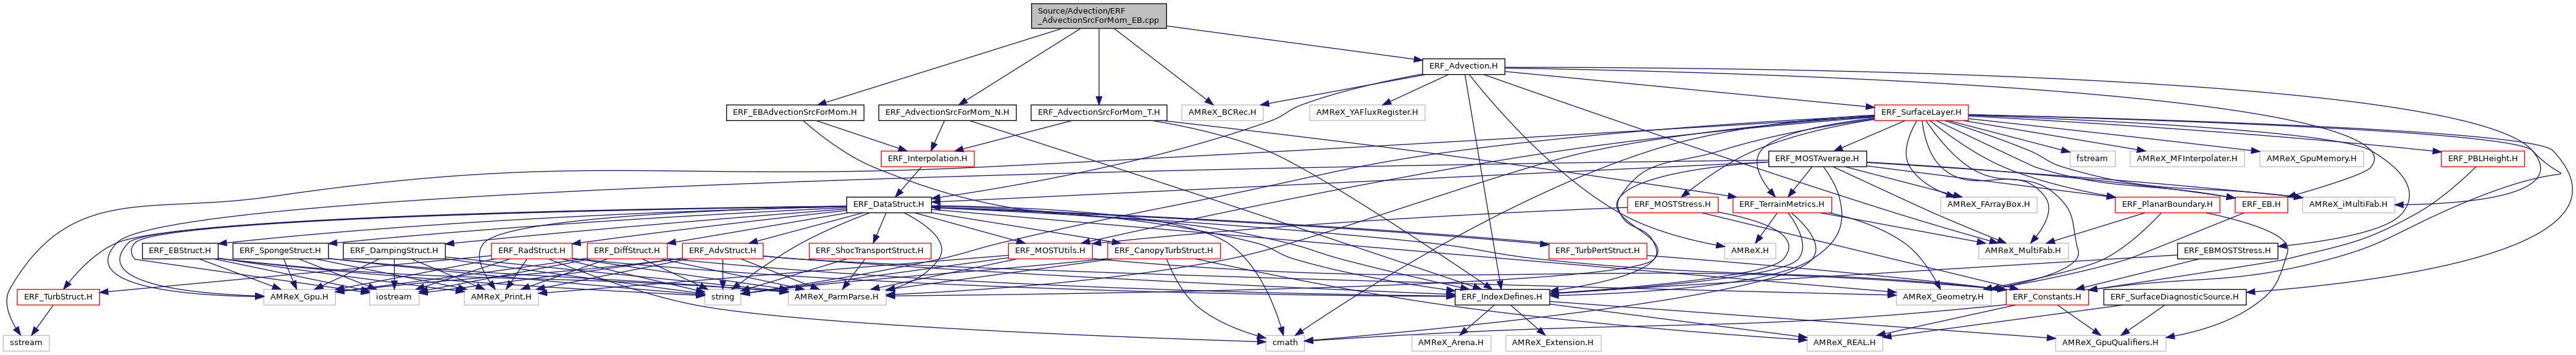 Source/Advection/ERF
_AdvectionSrcForMom_EB.cpp
ERF_Advection.H
ERF_EBAdvectionSrcForMom.H
ERF_AdvectionSrcForMom_N.H
ERF_AdvectionSrcForMom_T.H
AMReX_BCRec.H
AMReX_YAFluxRegister.H
ERF_SurfaceLayer.H
ERF_Interpolation.H
ERF_MOSTAverage.H
fstream
AMReX_MFInterpolater.H
AMReX_GpuMemory.H
ERF_PBLHeight.H
ERF_DataStruct.H
ERF_MOSTStress.H
ERF_TerrainMetrics.H
AMReX_FArrayBox.H
ERF_PlanarBoundary.H
ERF_EB.H
AMReX_iMultiFab.H
ERF_EBStruct.H
ERF_SpongeStruct.H
ERF_DampingStruct.H
ERF_RadStruct.H
ERF_DiffStruct.H
ERF_AdvStruct.H
ERF_ShocTransportStruct.H
ERF_MOSTUtils.H
ERF_CanopyTurbStruct.H
ERF_TurbPertStruct.H
AMReX.H
AMReX_MultiFab.H
ERF_EBMOSTStress.H
ERF_TurbStruct.H
AMReX_Gpu.H
iostream
AMReX_Print.H
string
AMReX_ParmParse.H
ERF_IndexDefines.H
AMReX_Geometry.H
ERF_Constants.H
ERF_SurfaceDiagnosticSource.H
sstream
cmath
AMReX_Arena.H
AMReX_Extension.H
AMReX_REAL.H
AMReX_GpuQualifiers.H